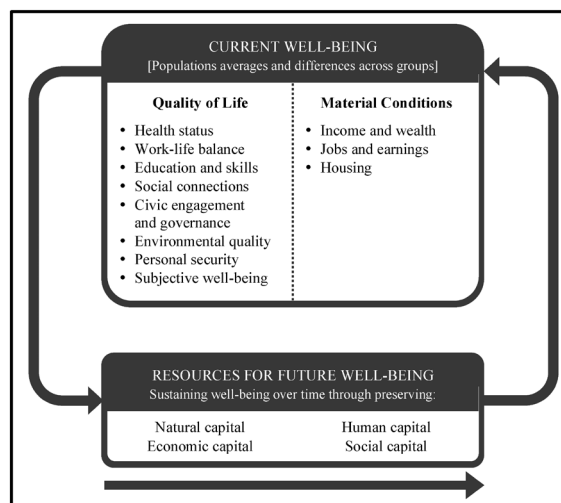 CURRENT WELL-BEING
[Populations averages and differences across groups]
Quality of Life
• Health status
• Work-life balance
• Education and skills
• Social connections
• Civic engagement
and governance
• Environmental quality
• Personal security
• Subjective well-being
Material Conditions
• Income and wealth
• Jobs and earnings
• Housing
RESOURCES FOR FUTURE WELL-BEING
Sustaining well-being over time through preserving:
Natural capital
Economic capital
Human capital
Social capital